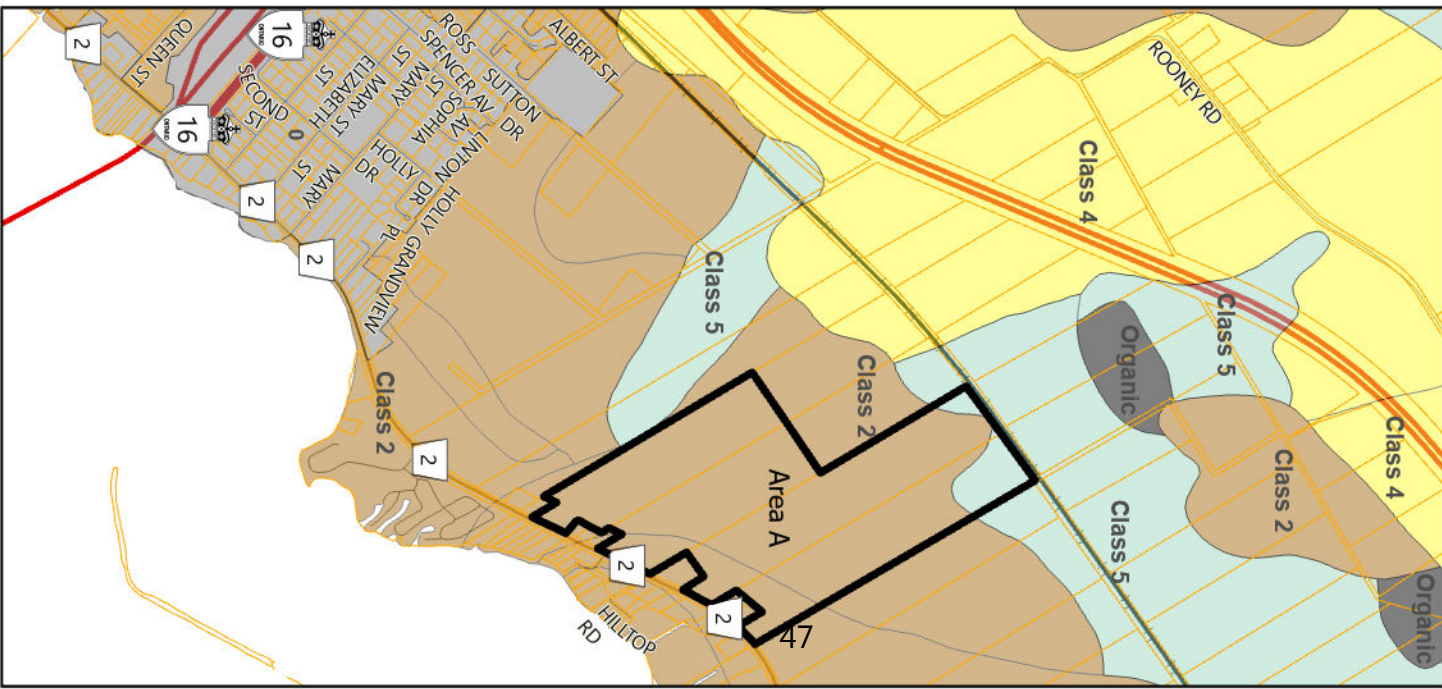 ROONEY RD
ALBERT ST
ROSS
SPENCER AV
SUTTON
DR
MARY
ST
SOPHIA
AV
ELIZABETH
ST
MARY ST
LINTON DR
HOLLY
DR
HOLLY
PL
GRANDVIEW
MARY
ST
SECOND
ST
QUEEN ST
0
16
ONTARIO
16
ONTARIO
2
2
2
2
2
2
Class 4
Class 5
Class 5
Organic
Class 2
Class 2
Class 4
Class 2
Class 5
Organic
Area A
HILLTOP
RD
47